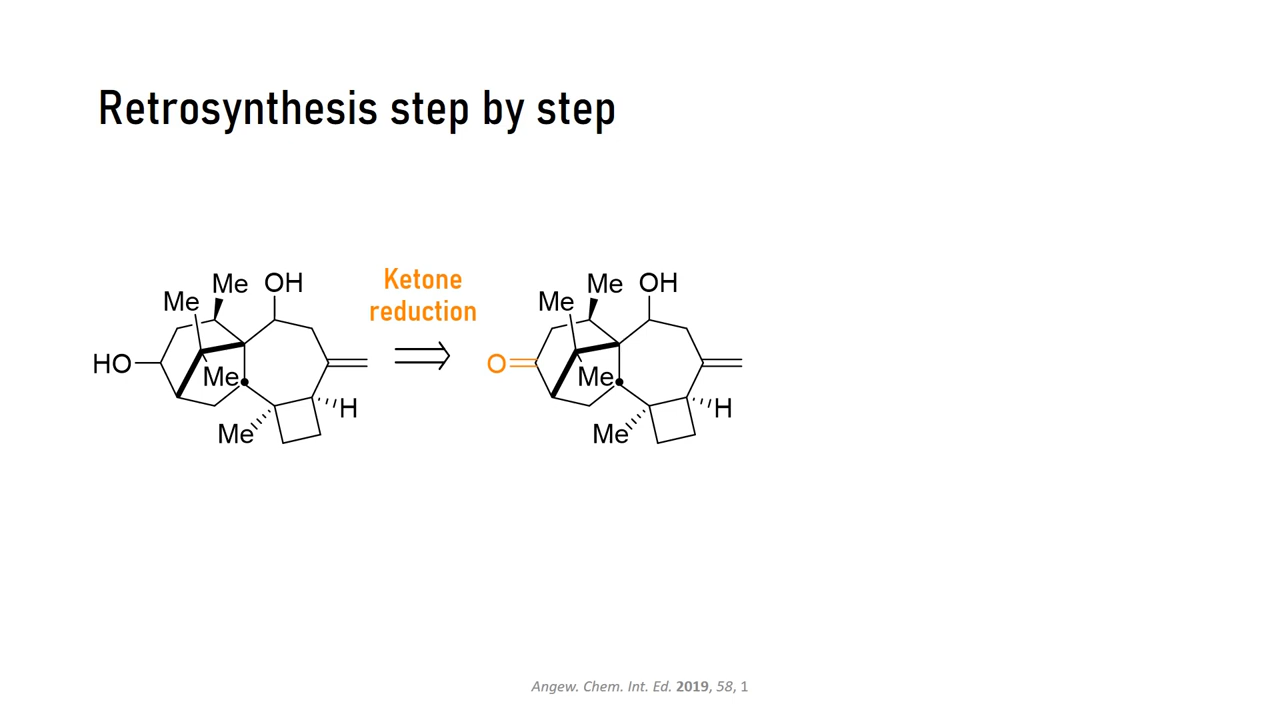 Retrosynthesis step by step
Me OH
Me
HO
Me
H
Me
Ketone
reduction
Me OH
Me
O
Me
H
Me
Angew. Chem. Int. Ed. 2019, 58, 1